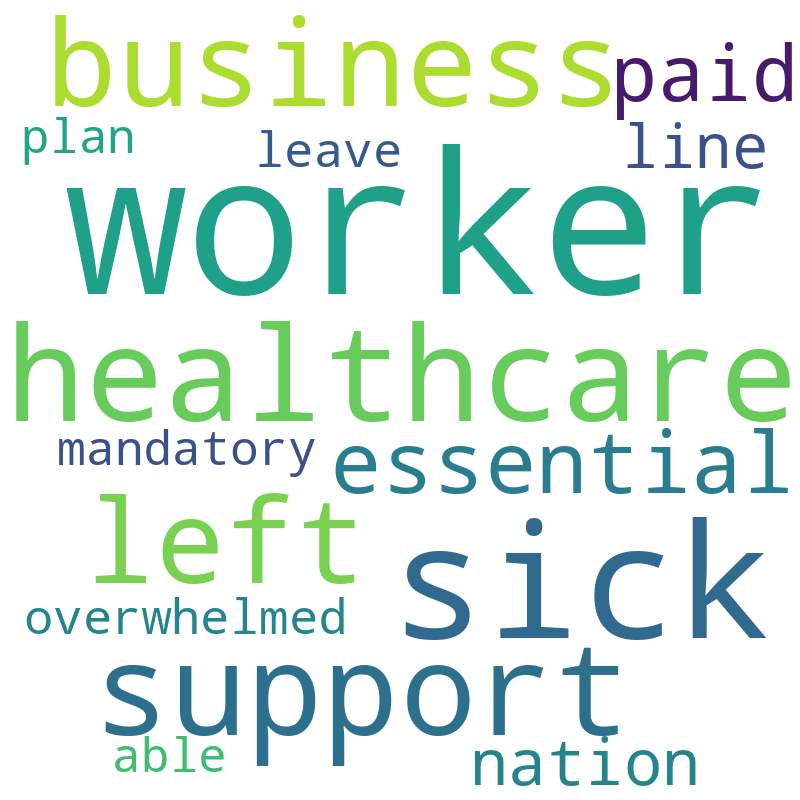 business paid
plan leave line
worker
healthcare
mandatory essential
left sick
overwhelmed
support
able nation